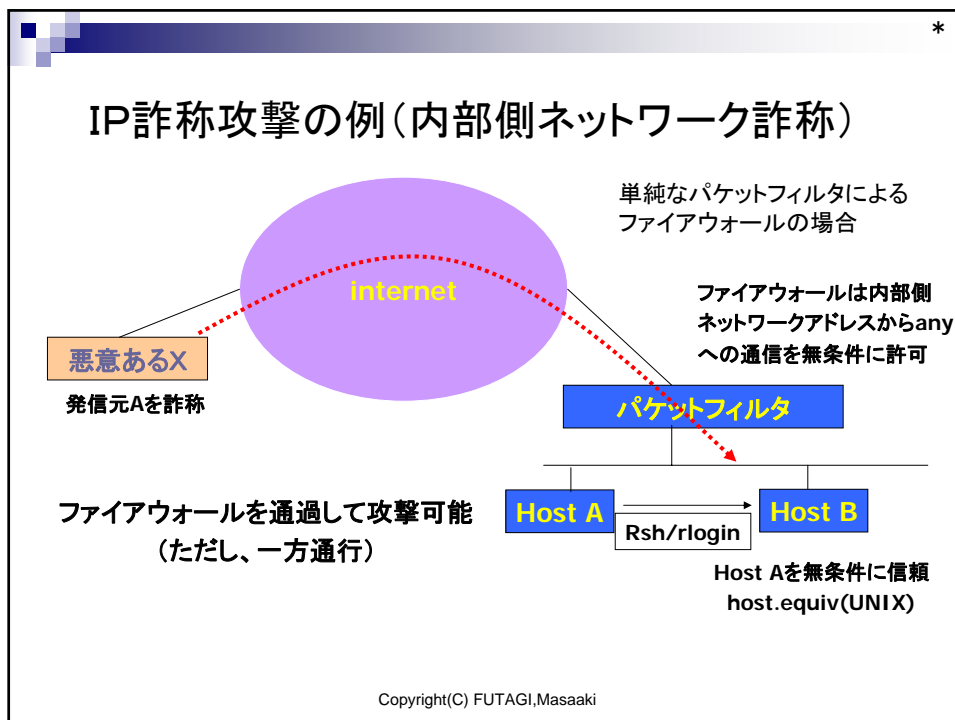 *
IP詐称攻撃の例(内部側ネットワーク詐称)
単純なパケットフィルタによる
ファイアウォールの場合
internet
ファイアウォールは内部側
ネットワークアドレスからany
への通信を無条件に許可
悪意あるX
発信元Aを詐称
パケットフィルタ
ファイアウォールを通過して攻撃可能
(ただし、一方通行)
Host A
Rsh/rlogin
Host B
Host Aを無条件に信頼
host.equiv(UNIX)
Copyright(C) FUTAGI,Masaaki